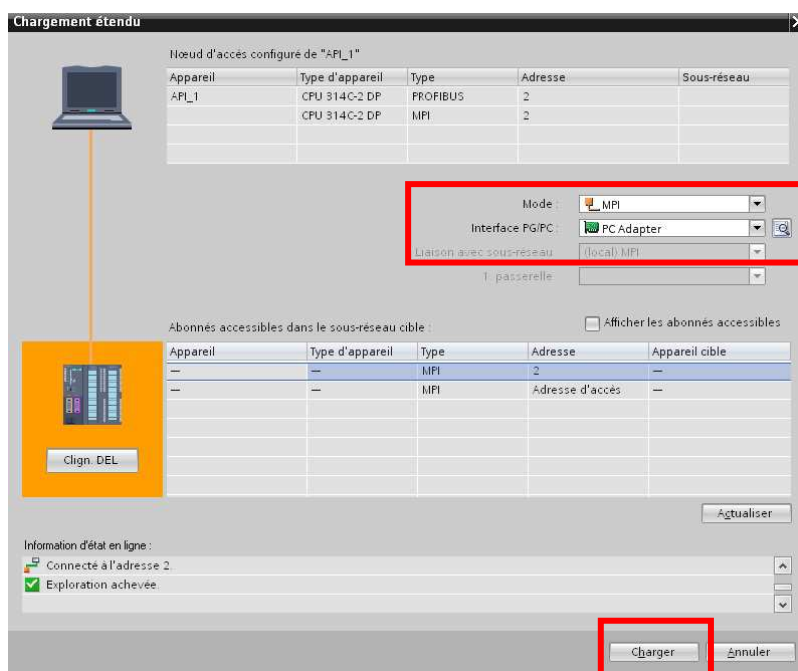 Chargement étendu
Nœud d'accès configuré de "API_1"
Appareil Type d'appareil Type Adresse Sous-réseau
API_1 CPU 314C-2 DP PROFIBUS 2
CPU 314C-2 DP MPI 2
Mode : MPI
Interface PG/PC : PC Adapter
Liaison avec sous-réseau (local) MPI
1. passerelle
Abonnés accessibles dans le sous-réseau cible : Afficher les abonnés accessibles
Appareil Type d'appareil Type Adresse Appareil cible
— — MPI 2 —
— — MPI Adresse d'accès —
Clign. DEL
Actualiser
Information d'état en ligne :
Connecté à l'adresse 2.
Exploration achevée.
Charger Annuler